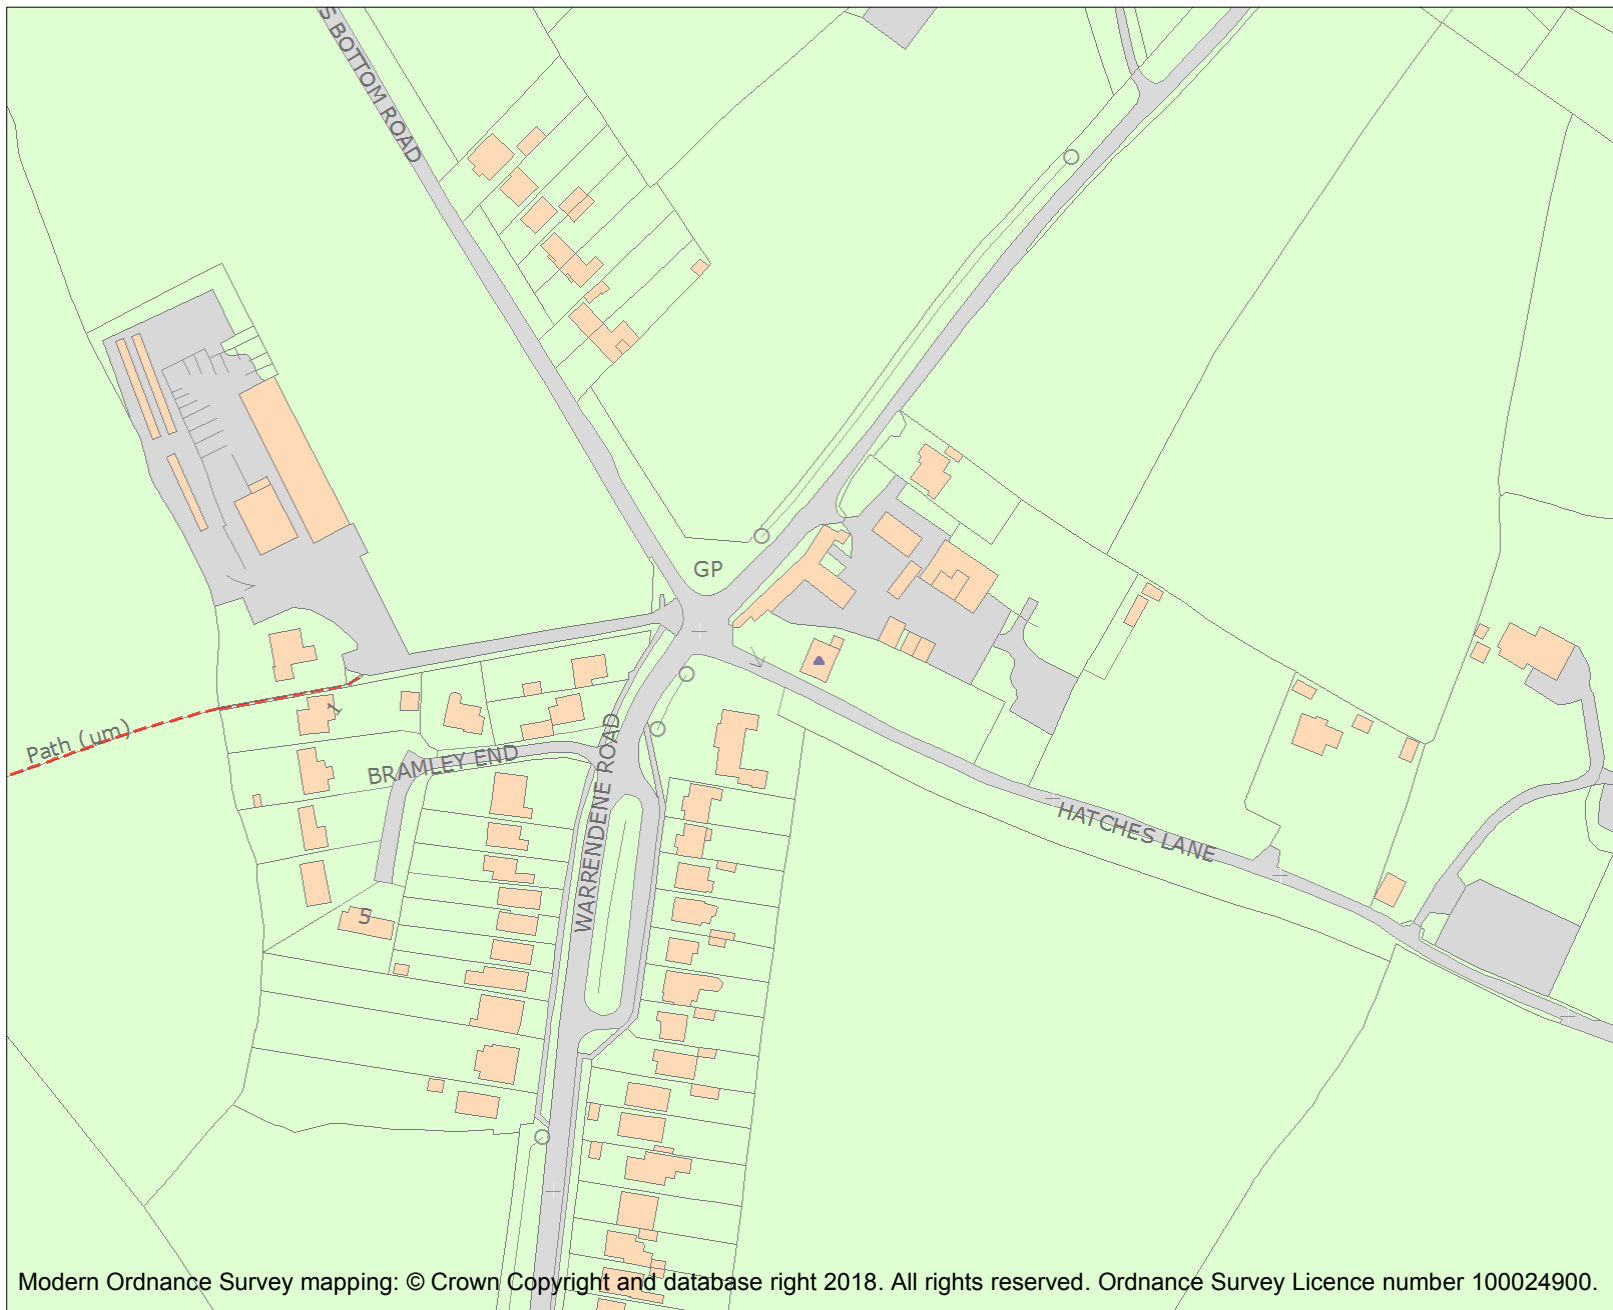 S BOTTOM ROAD
GP
1
Path (um)
BRAMLEY END
WARRENDENE ROAD
HATCHES LANE
5
Modern Ordnance Survey mapping: © Crown Copyright and database right 2018. All rights reserved. Ordnance Survey Licence number 100024900.